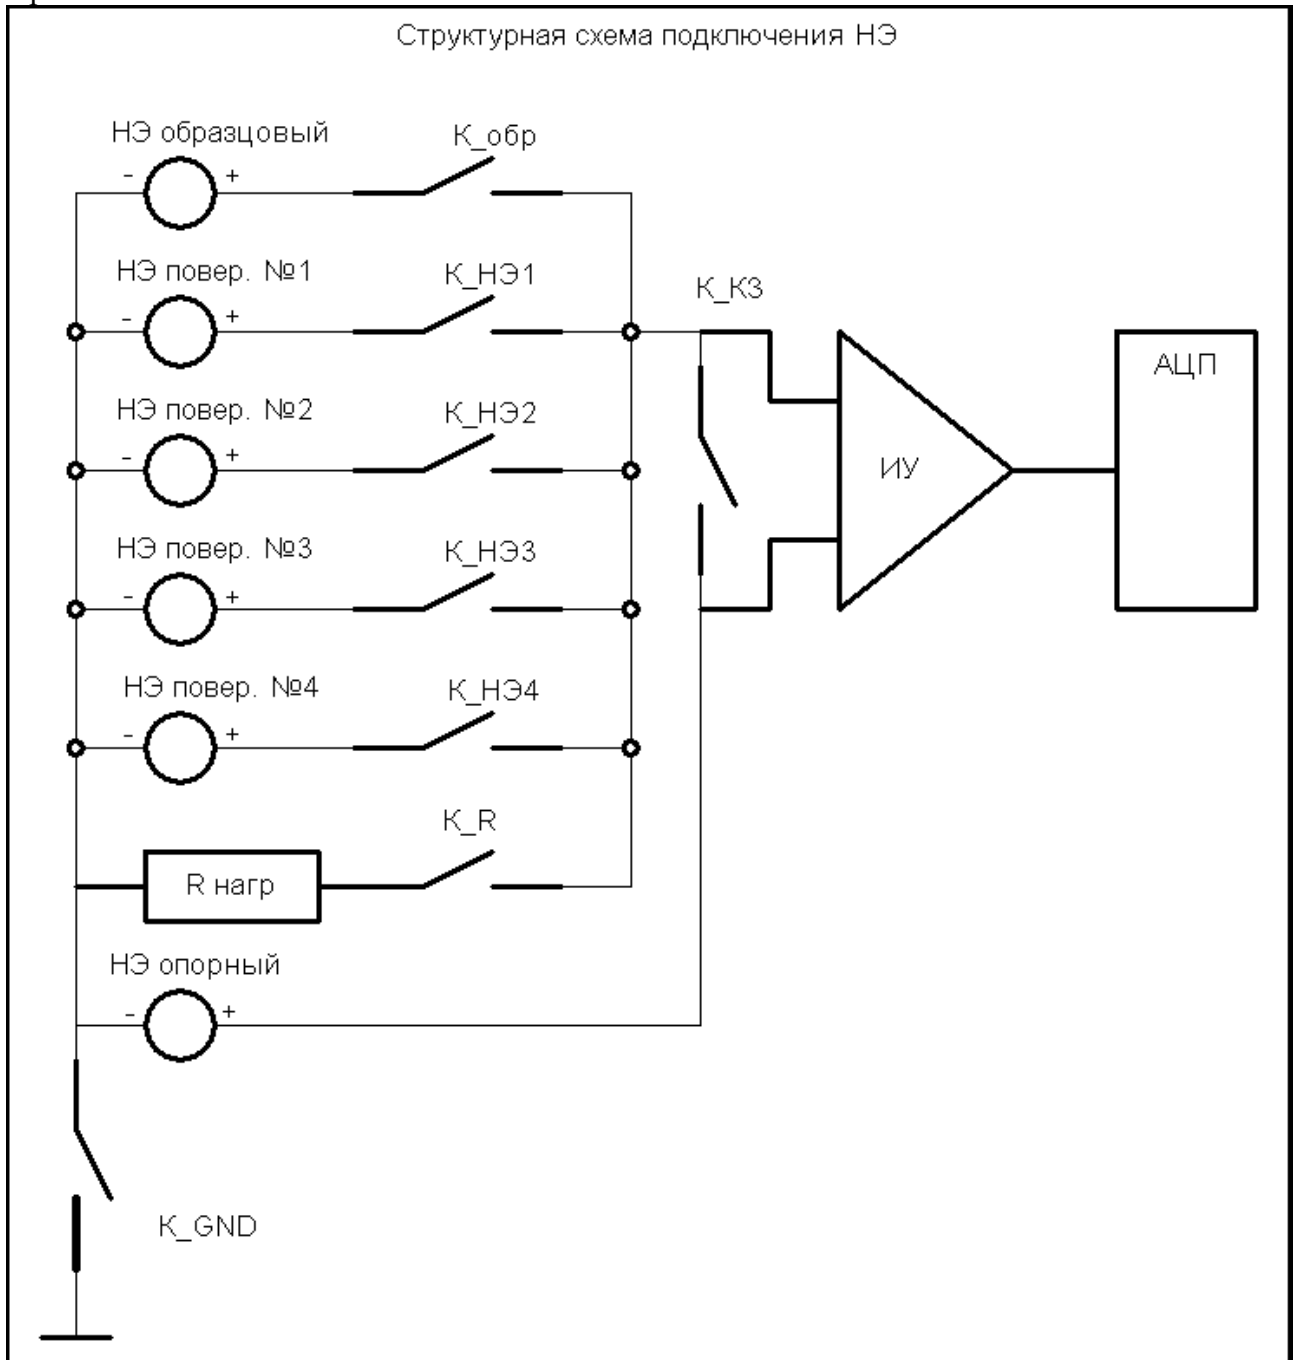 Структурная схема подключения НЭ
НЭ образцовый
К_обр
- +
НЭ повер. №1
К_НЭ1
К_КЗ
- +
АЦП
НЭ повер. №2
К_НЭ2
- +
ИУ
НЭ повер. №3
К_НЭ3
- +
НЭ повер. №4
К_НЭ4
- +
К_R
R нагр
НЭ опорный
- +
К_GND